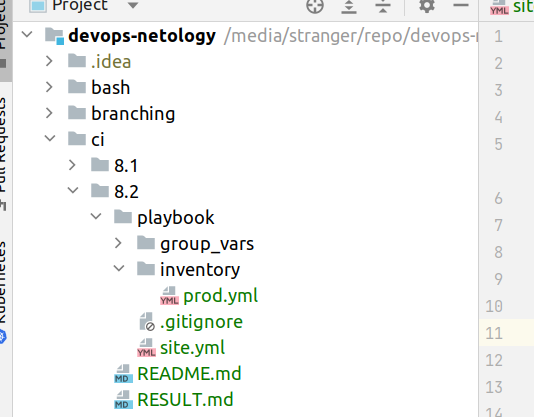 Project
sit
devops-netology /media/stranger/repo/devops-
.idea
bash
branching
ci
8.1
8.2
playbook
group_vars
inventory
YML prod.yml
.gitignore
YML site.yml
MD README.md
MD RESULT.md
1
2
3
4
5
6
7
8
9
10
11
12
13
14
Project
Pull Requests
Kubernetes